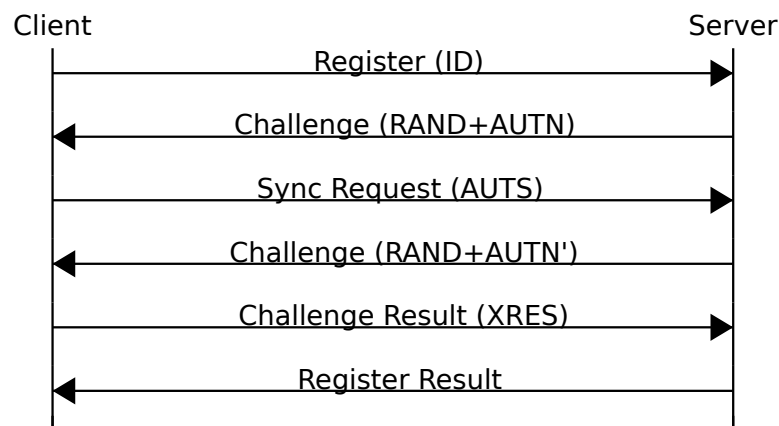 Client
Server
Register (ID)
Challenge (RAND+AUTN)
Sync Request (AUTS)
Challenge (RAND+AUTN')
Challenge Result (XRES)
Register Result